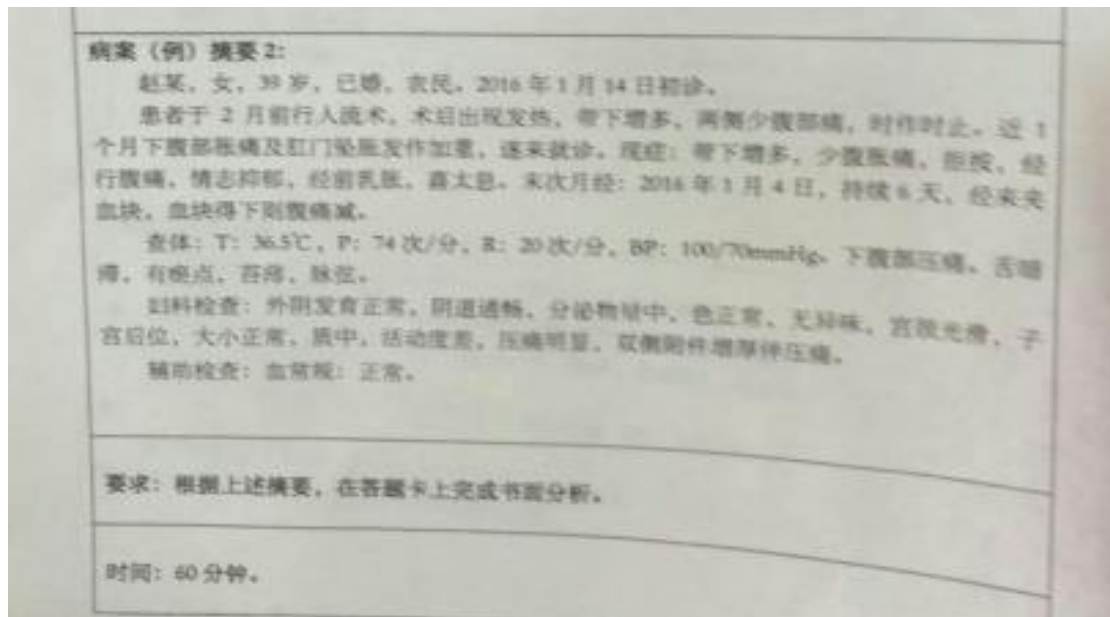 病案（例）摘要2：
赵某，女，39岁，已婚，农民。2016年1月14日初诊。
患者于2月前行人流术，术后出现发热，带下增多，两侧少腹部痛，时作时止。近1
个月下腹部胀痛及肛门坠胀发作加重，遂来就诊。现症：带下增多，少腹胀痛，拒按，经
行腹痛，情志抑郁，经前乳胀，喜太息。末次月经：2016年1月4日，持续6天，经来夹
血块，血块得下则腹痛减。
查体：T：36.5℃，P：74次/分，R：20次/分，BP：100/70mmHg。下腹部压痛。舌暗
滞，有瘀点，苔薄，脉弦。
妇科检查：外阴发育正常，阴道通畅，分泌物量中，色正常，无异味，宫颈光滑，子
宫后位，大小正常，质中，活动度差，压痛明显，双侧附件增厚伴压痛。
辅助检查：血常规：正常。
要求：根据上述摘要，在答题卡上完成书面分析。
时间：60分钟。